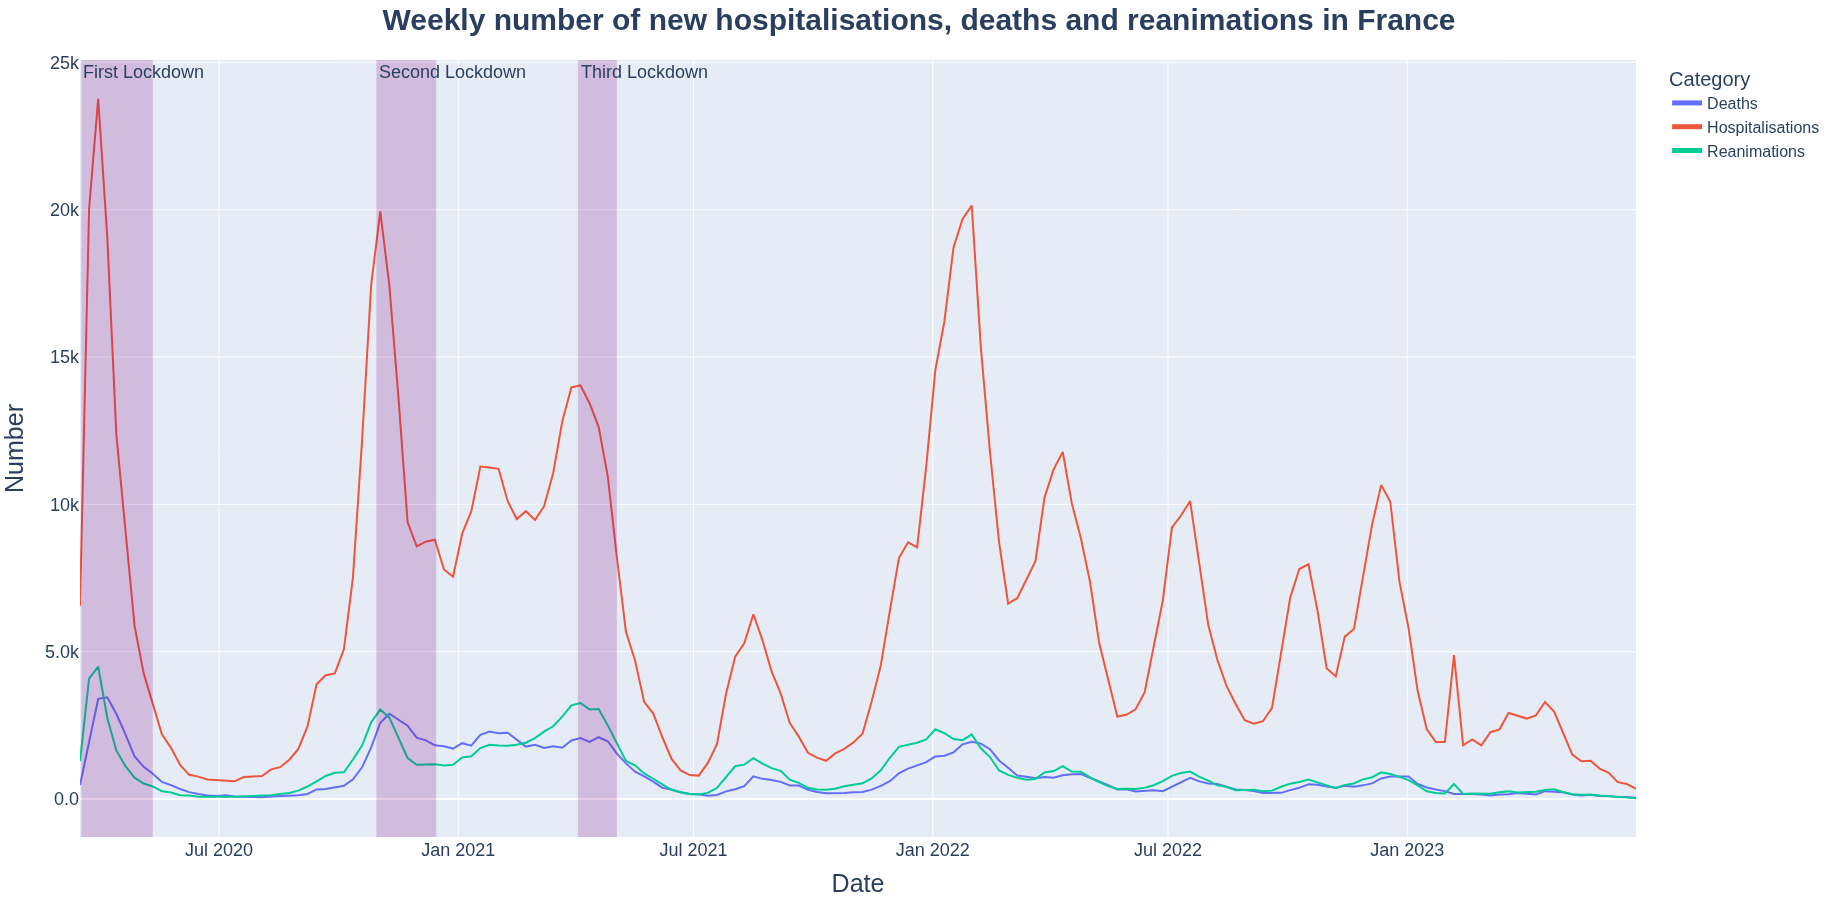 Weekly number of new hospitalisations, deaths and reanimations in France
25k
20k
15k
10k
5.0k
0.0
Number
First Lockdown
Second Lockdown
Third Lockdown
Category
Deaths
Hospitalisations
Reanimations
Jul 2020
Jan 2021
Jul 2021
Jan 2022
Jul 2022
Jan 2023
Date